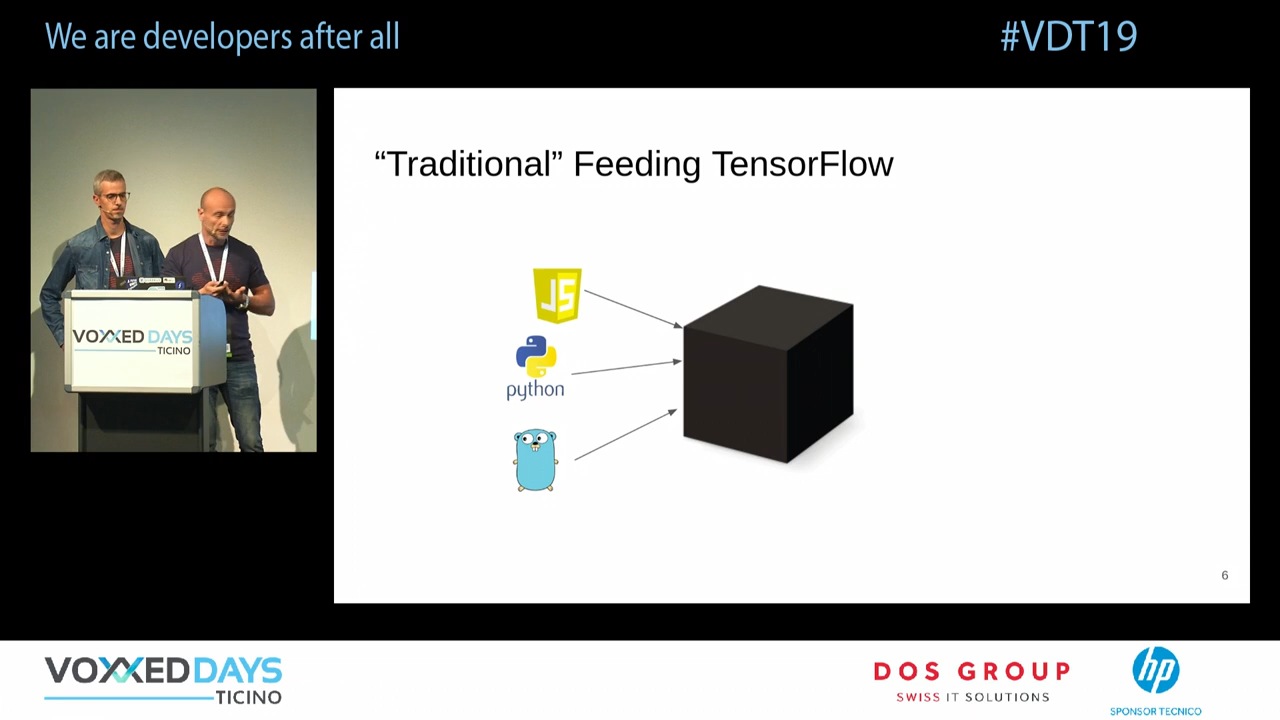 We are developers after all
#VDT19
VOXXED DAYS
TICINO
“Traditional” Feeding TensorFlow
JS
python
6
VOXXED DAYS
TICINO
DOS GROUP
SWISS IT SOLUTIONS
hp
SPONSOR TECNICO